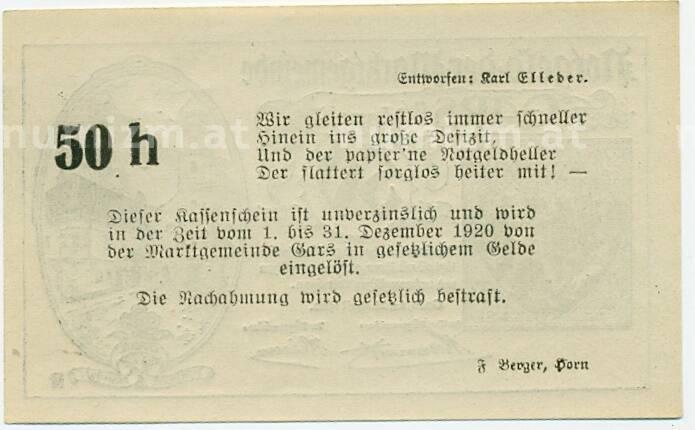 Entworfen: Karl Elleder.
50 h
Wir gleiten restlos immer schneller
Hinein ins große Defizit,
Und der papier'ne Notgeldheller
Der flattert sorglos heiter mit! —
Dieser Kassenschein ist unverzinslich und wird
in der Zeit vom 1. bis 31. Dezember 1920 von
der Marktgemeinde Gars in gesetzlichem Gelde
eingelöst.
Die Nachahmung wird gesetzlich bestraft.
F Berger, Horn